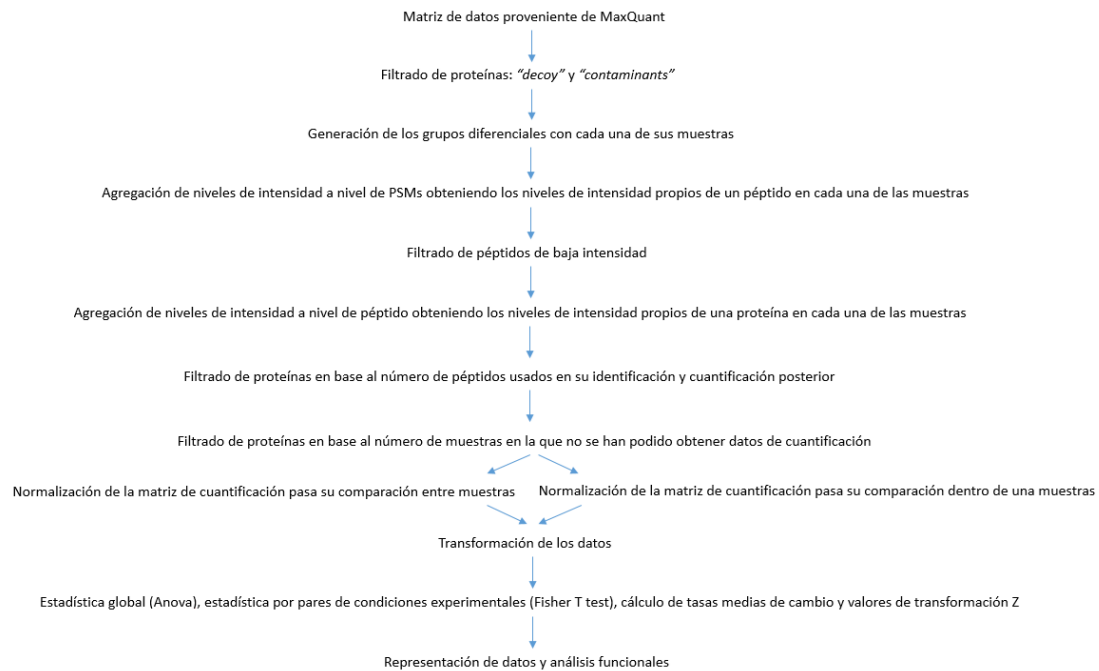 Matriz de datos proveniente de MaxQuant
Filtrado de proteínas: “decoy” y “contaminants”
Generación de los grupos diferenciales con cada una de sus muestras
Agregación de niveles de intensidad a nivel de PSMs obteniendo los niveles de intensidad propios de un péptido en cada una de las muestras
Filtrado de péptidos de baja intensidad
Agregación de niveles de intensidad a nivel de péptido obteniendo los niveles de intensidad propios de una proteína en cada una de las muestras
Filtrado de proteínas en base al número de péptidos usados en su identificación y cuantificación posterior
Filtrado de proteínas en base al número de muestras en la que no se han podido obtener datos de cuantificación
Normalización de la matriz de cuantificación pasa su comparación entre muestras
Normalización de la matriz de cuantificación pasa su comparación dentro de una muestras
Transformación de los datos
Estadística global (Anova), estadística por pares de condiciones experimentales (Fisher T test), cálculo de tasas medias de cambio y valores de transformación Z
Representación de datos y análisis funcionales